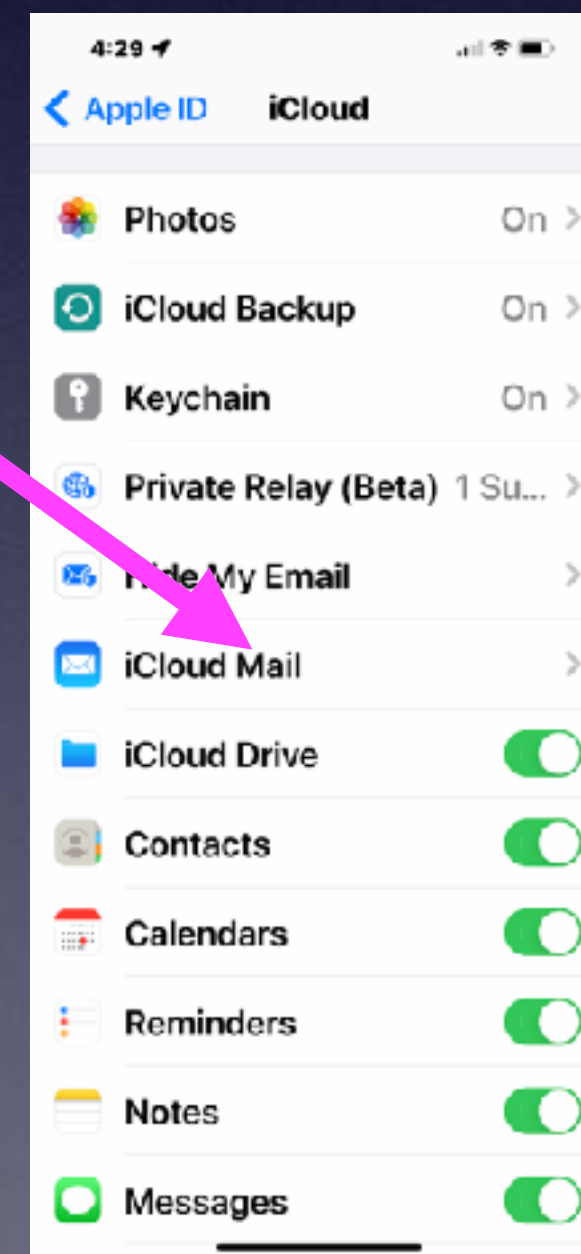 4:29
Apple ID iCloud
Photos On
iCloud Backup On
Keychain On
Private Relay (Beta) 1 Su...
Hide My Email
iCloud Mail
iCloud Drive
Contacts
Calendars
Reminders
Notes
Messages